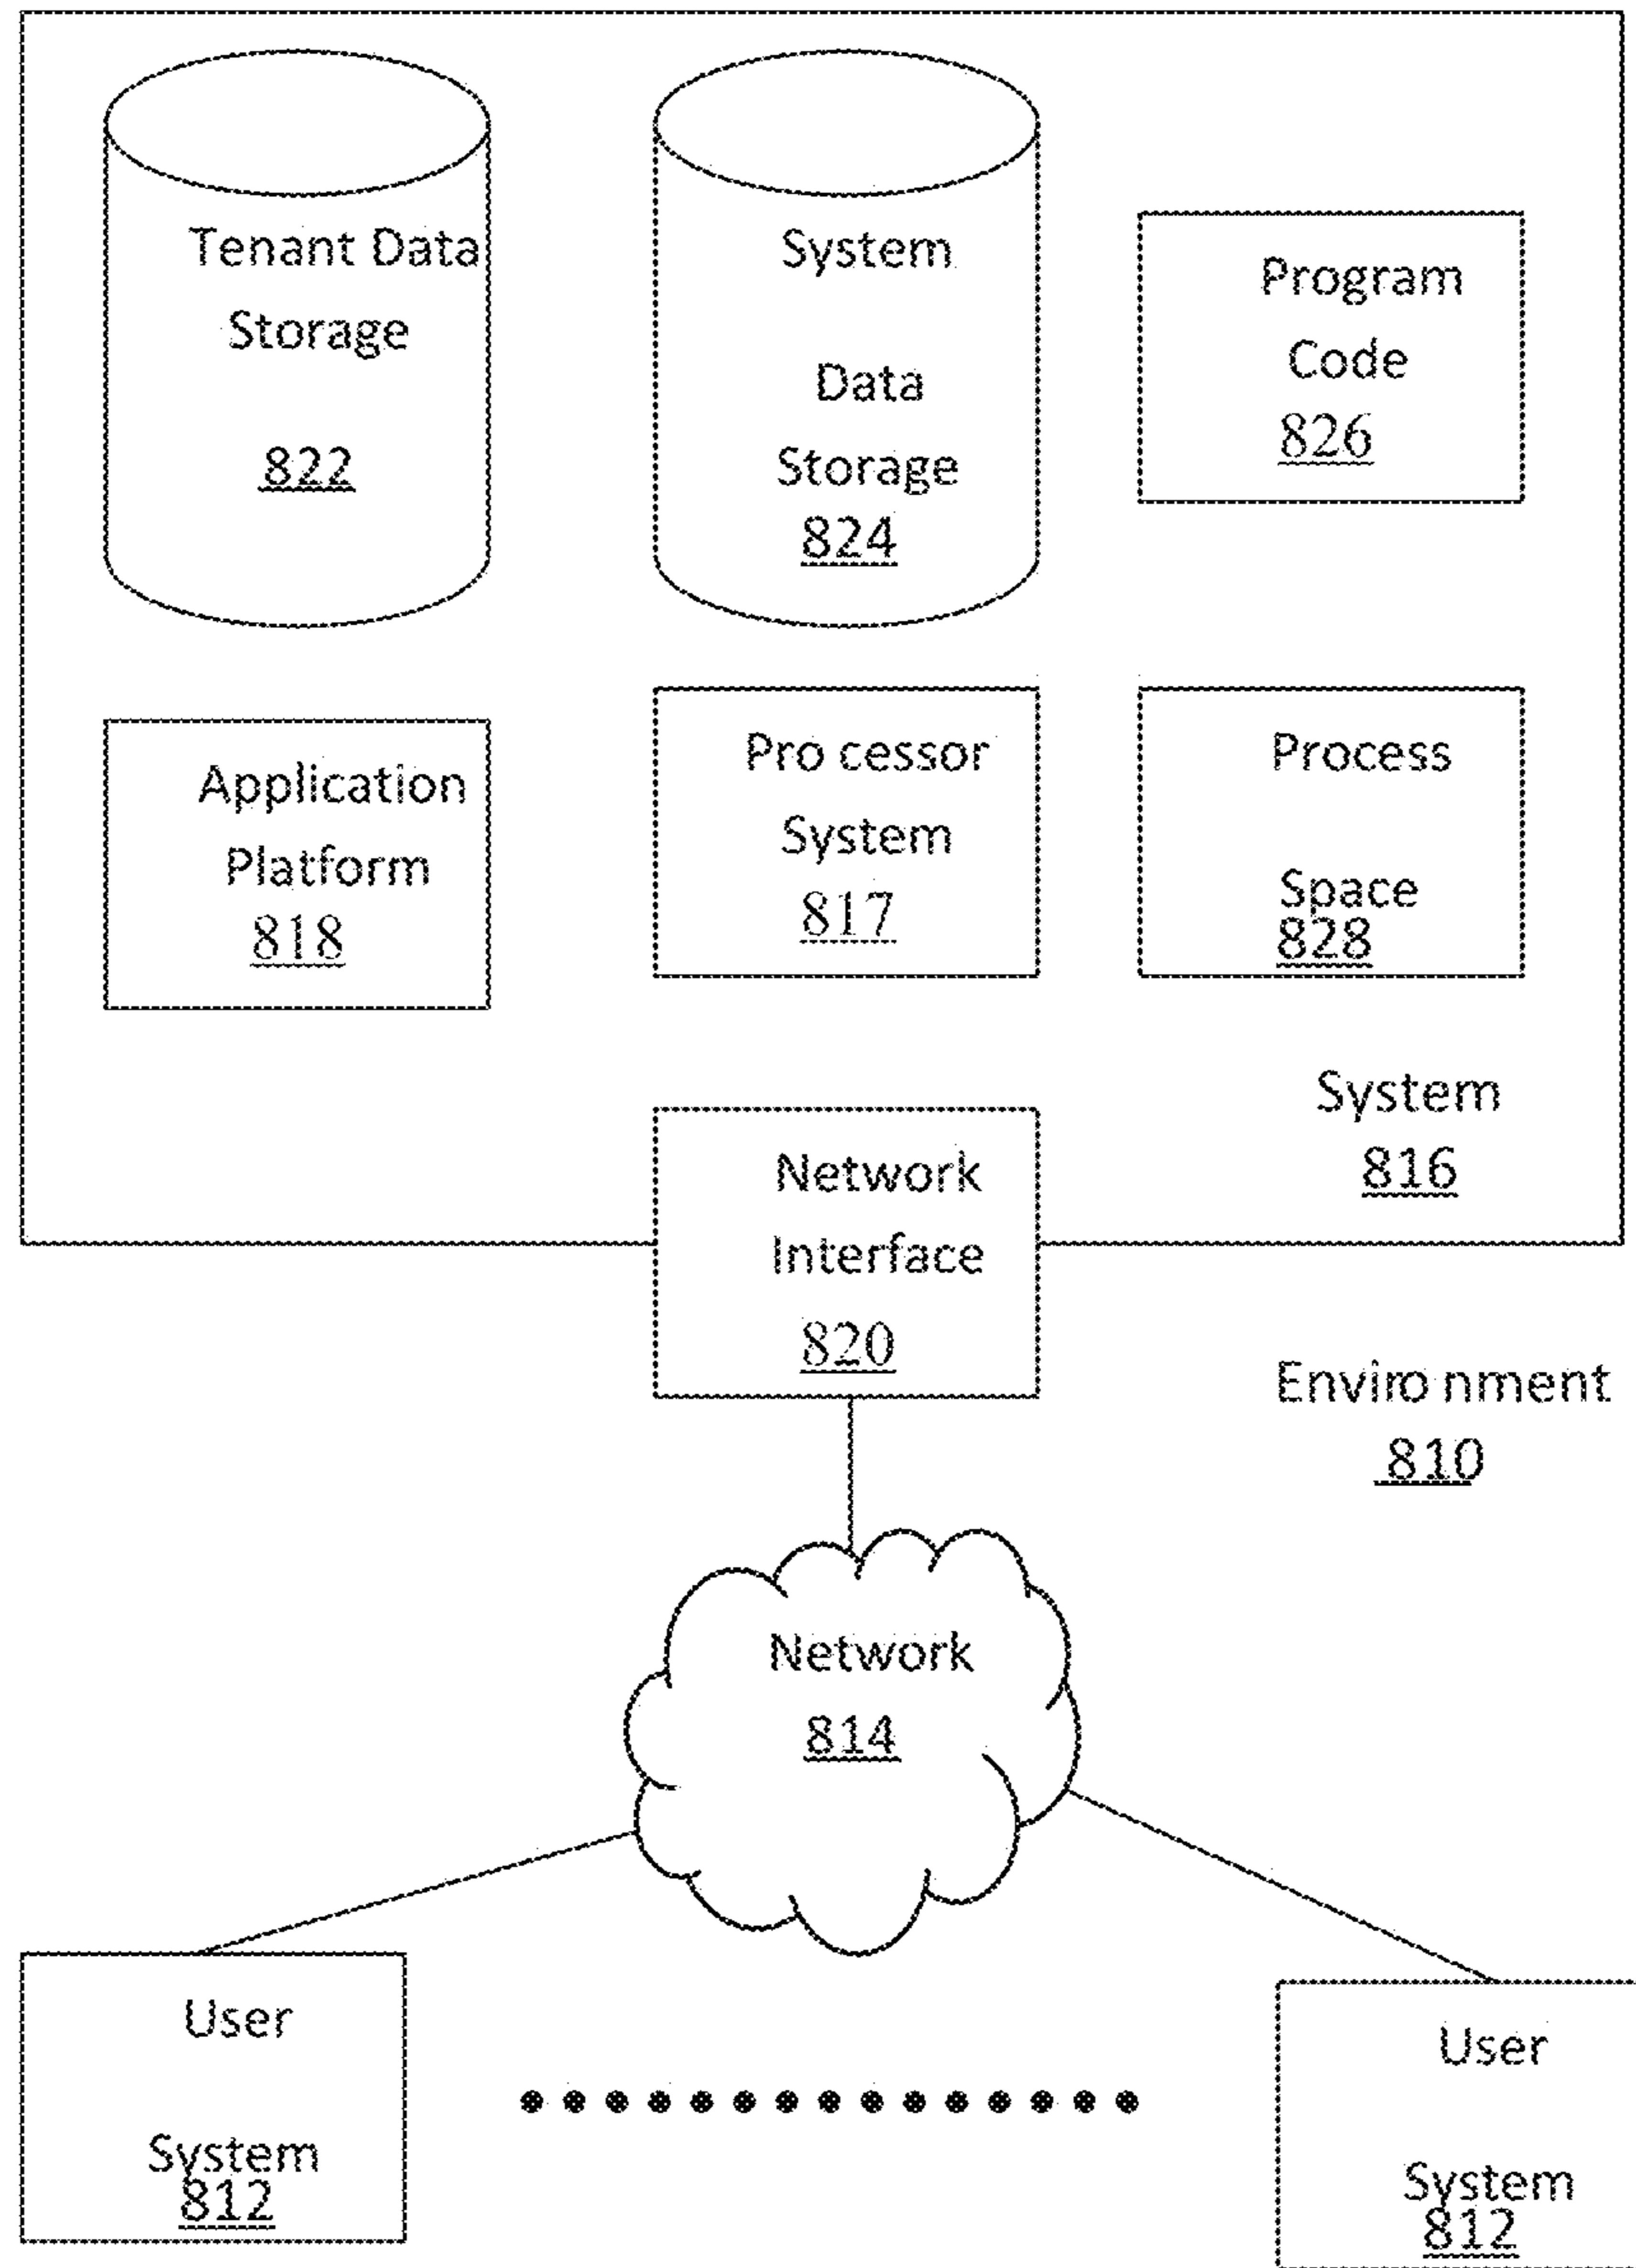 Tenant Data
Storage
822
System
Data
Storage
824
Program
Code
826
Application
Platform
818
Pro cessor
System
817
Process
Space
828
System
816
Network
Interface
820
Enviro nment
810
Network
814
User
System
812
User
System
812